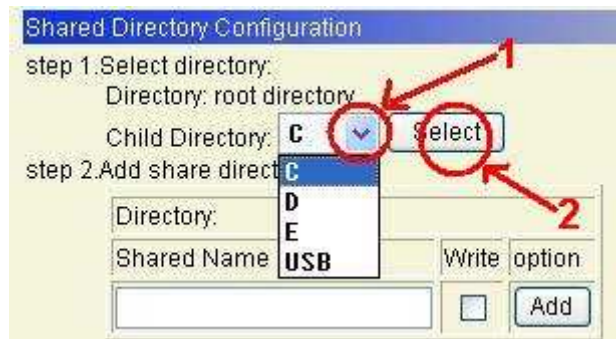 Shared Directory Configuration
1
step 1.Select directory:
Directory: root directory
Child Directory: C Select
step 2.Add share direct
C
D
E
USB
2
Directory:
Shared Name Write option
Add